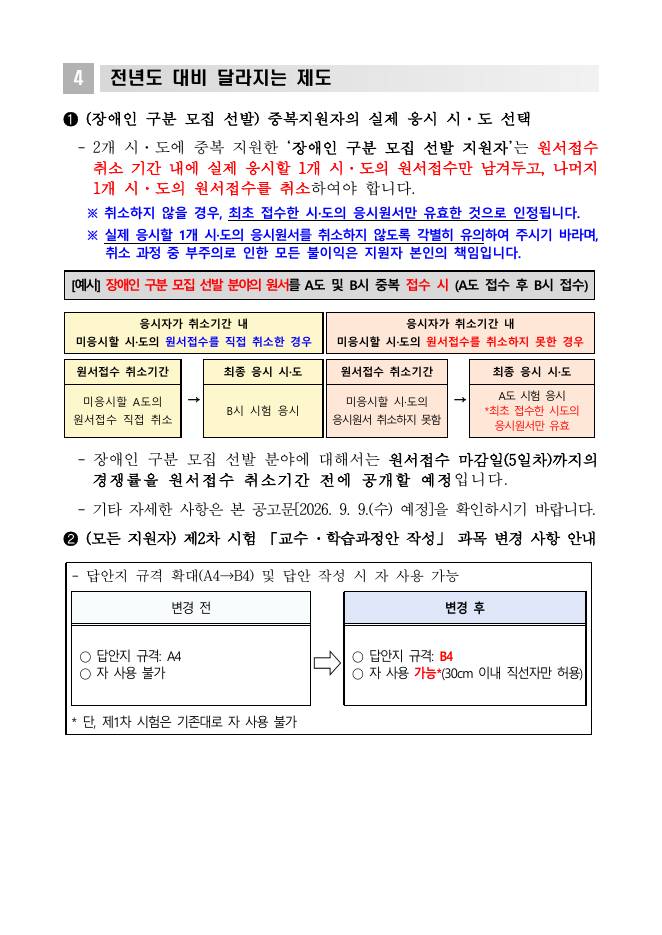 4 전년도 대비 달라지는 제도
❶ (장애인 구분 모집 선발) 중복지원자의 실제 응시 시・도 선택
- 2개 시・도에 중복 지원한 ‘장애인 구분 모집 선발 지원자’는 원서접수
취소 기간 내에 실제 응시할 1개 시・도의 원서접수만 남겨두고, 나머지
1개 시・도의 원서접수를 취소하여야 합니다.
※ 취소하지 않을 경우, 최초 접수한 시·도의 응시원서만 유효한 것으로 인정됩니다.
※ 실제 응시할 1개 시·도의 응시원서를 취소하지 않도록 각별히 유의하여 주시기 바라며,
취소 과정 중 부주의로 인한 모든 불이익은 지원자 본인의 책임입니다.
[예시] 장애인 구분 모집 선발 분야의 원서를 A도 및 B시 중복 접수 시 (A도 접수 후 B시 접수)
응시자가 취소기간 내
미응시할 시·도의 원서접수를 직접 취소한 경우
응시자가 취소기간 내
미응시할 시·도의 원서접수를 취소하지 못한 경우
원서접수 취소기간
최종 응시 시·도
원서접수 취소기간
최종 응시 시·도
미응시할 A도의
원서접수 직접 취소
→
B시 시험 응시
미응시할 시·도의
응시원서 취소하지 못함
→
A도 시험 응시
*최초 접수한 시도의
응시원서만 유효
- 장애인 구분 모집 선발 분야에 대해서는 원서접수 마감일(5일차)까지의
경쟁률을 원서접수 취소기간 전에 공개할 예정입니다.
- 기타 자세한 사항은 본 공고문[2026. 9. 9.(수) 예정]을 확인하시기 바랍니다.
❷ (모든 지원자) 제2차 시험 「교수・학습과정안 작성」 과목 변경 사항 안내
- 답안지 규격 확대(A4→B4) 및 답안 작성 시 자 사용 가능
변경 전
변경 후
○ 답안지 규격: A4
○ 자 사용 불가
○ 답안지 규격: B4
○ 자 사용 가능*(30cm 이내 직선자만 허용)
* 단, 제1차 시험은 기존대로 자 사용 불가